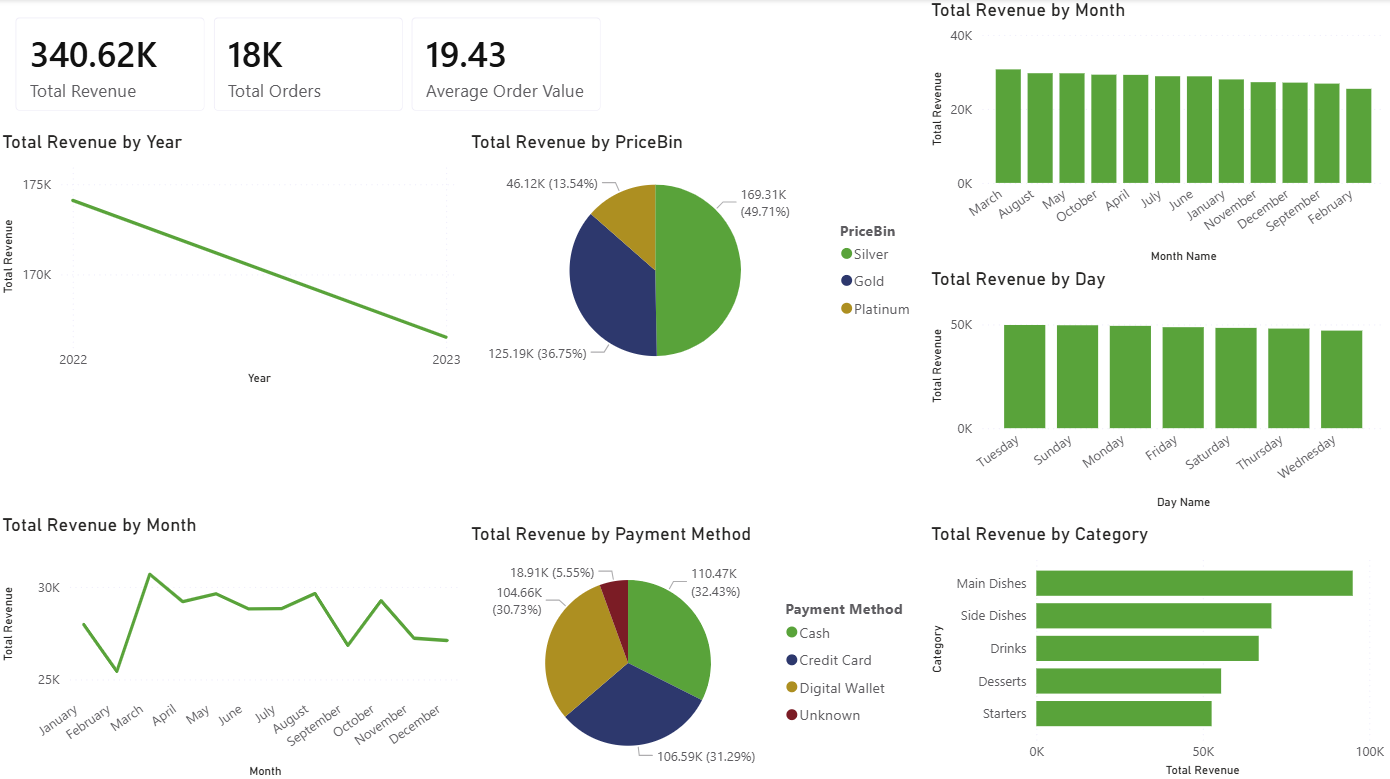 340.62K
Total Revenue
18K
Total Orders
19.43
Average Order Value
Total Revenue by Year
175K
170K
Total Revenue
2022
2023
Year
Total Revenue by PriceBin
46.12K (13.54%)
169.31K
(49.71%)
125.19K (36.75%)
PriceBin
Silver
Gold
Platinum
Total Revenue by Month
40K
20K
0K
Total Revenue
March
August
May
October
April
July
June
January
November
December
September
February
Month Name
Total Revenue by Day
50K
0K
Total Revenue
Tuesday
Sunday
Monday
Friday
Saturday
Thursday
Wednesday
Day Name
Total Revenue by Month
30K
25K
Total Revenue
January
February
March
April
May
June
July
August
September
October
November
December
Month
Total Revenue by Payment Method
18.91K (5.55%)
104.66K
(30.73%)
110.47K
(32.43%)
106.59K (31.29%)
Payment Method
Cash
Credit Card
Digital Wallet
Unknown
Total Revenue by Category
Category
Main Dishes
Side Dishes
Drinks
Desserts
Starters
0K
50K
100K
Total Revenue